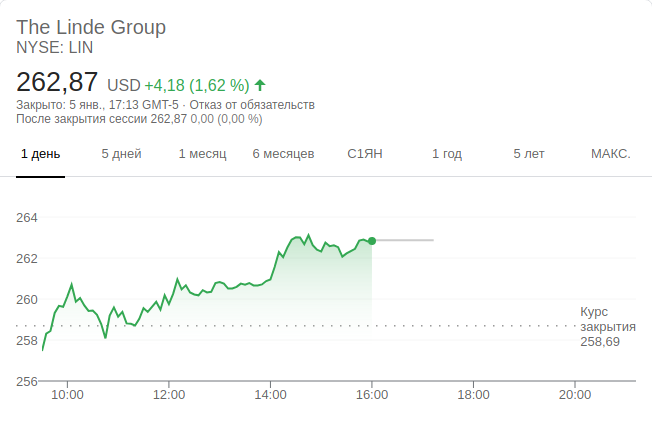 The Linde Group
NYSE: LIN
262,87 USD +4,18 (1,62 %)
Закрыто: 5 янв., 17:13 GMT-5 · Отказ от обязательств
После закрытия сессии 262,87 0,00 (0,00 %)
1 день 5 дней 1 месяц 6 месяцев С1ЯН 1 год 5 лет МАКС.
264
262
260
Курс
закрытия
258,69
258
256
10:00 12:00 14:00 16:00 18:00 20:00